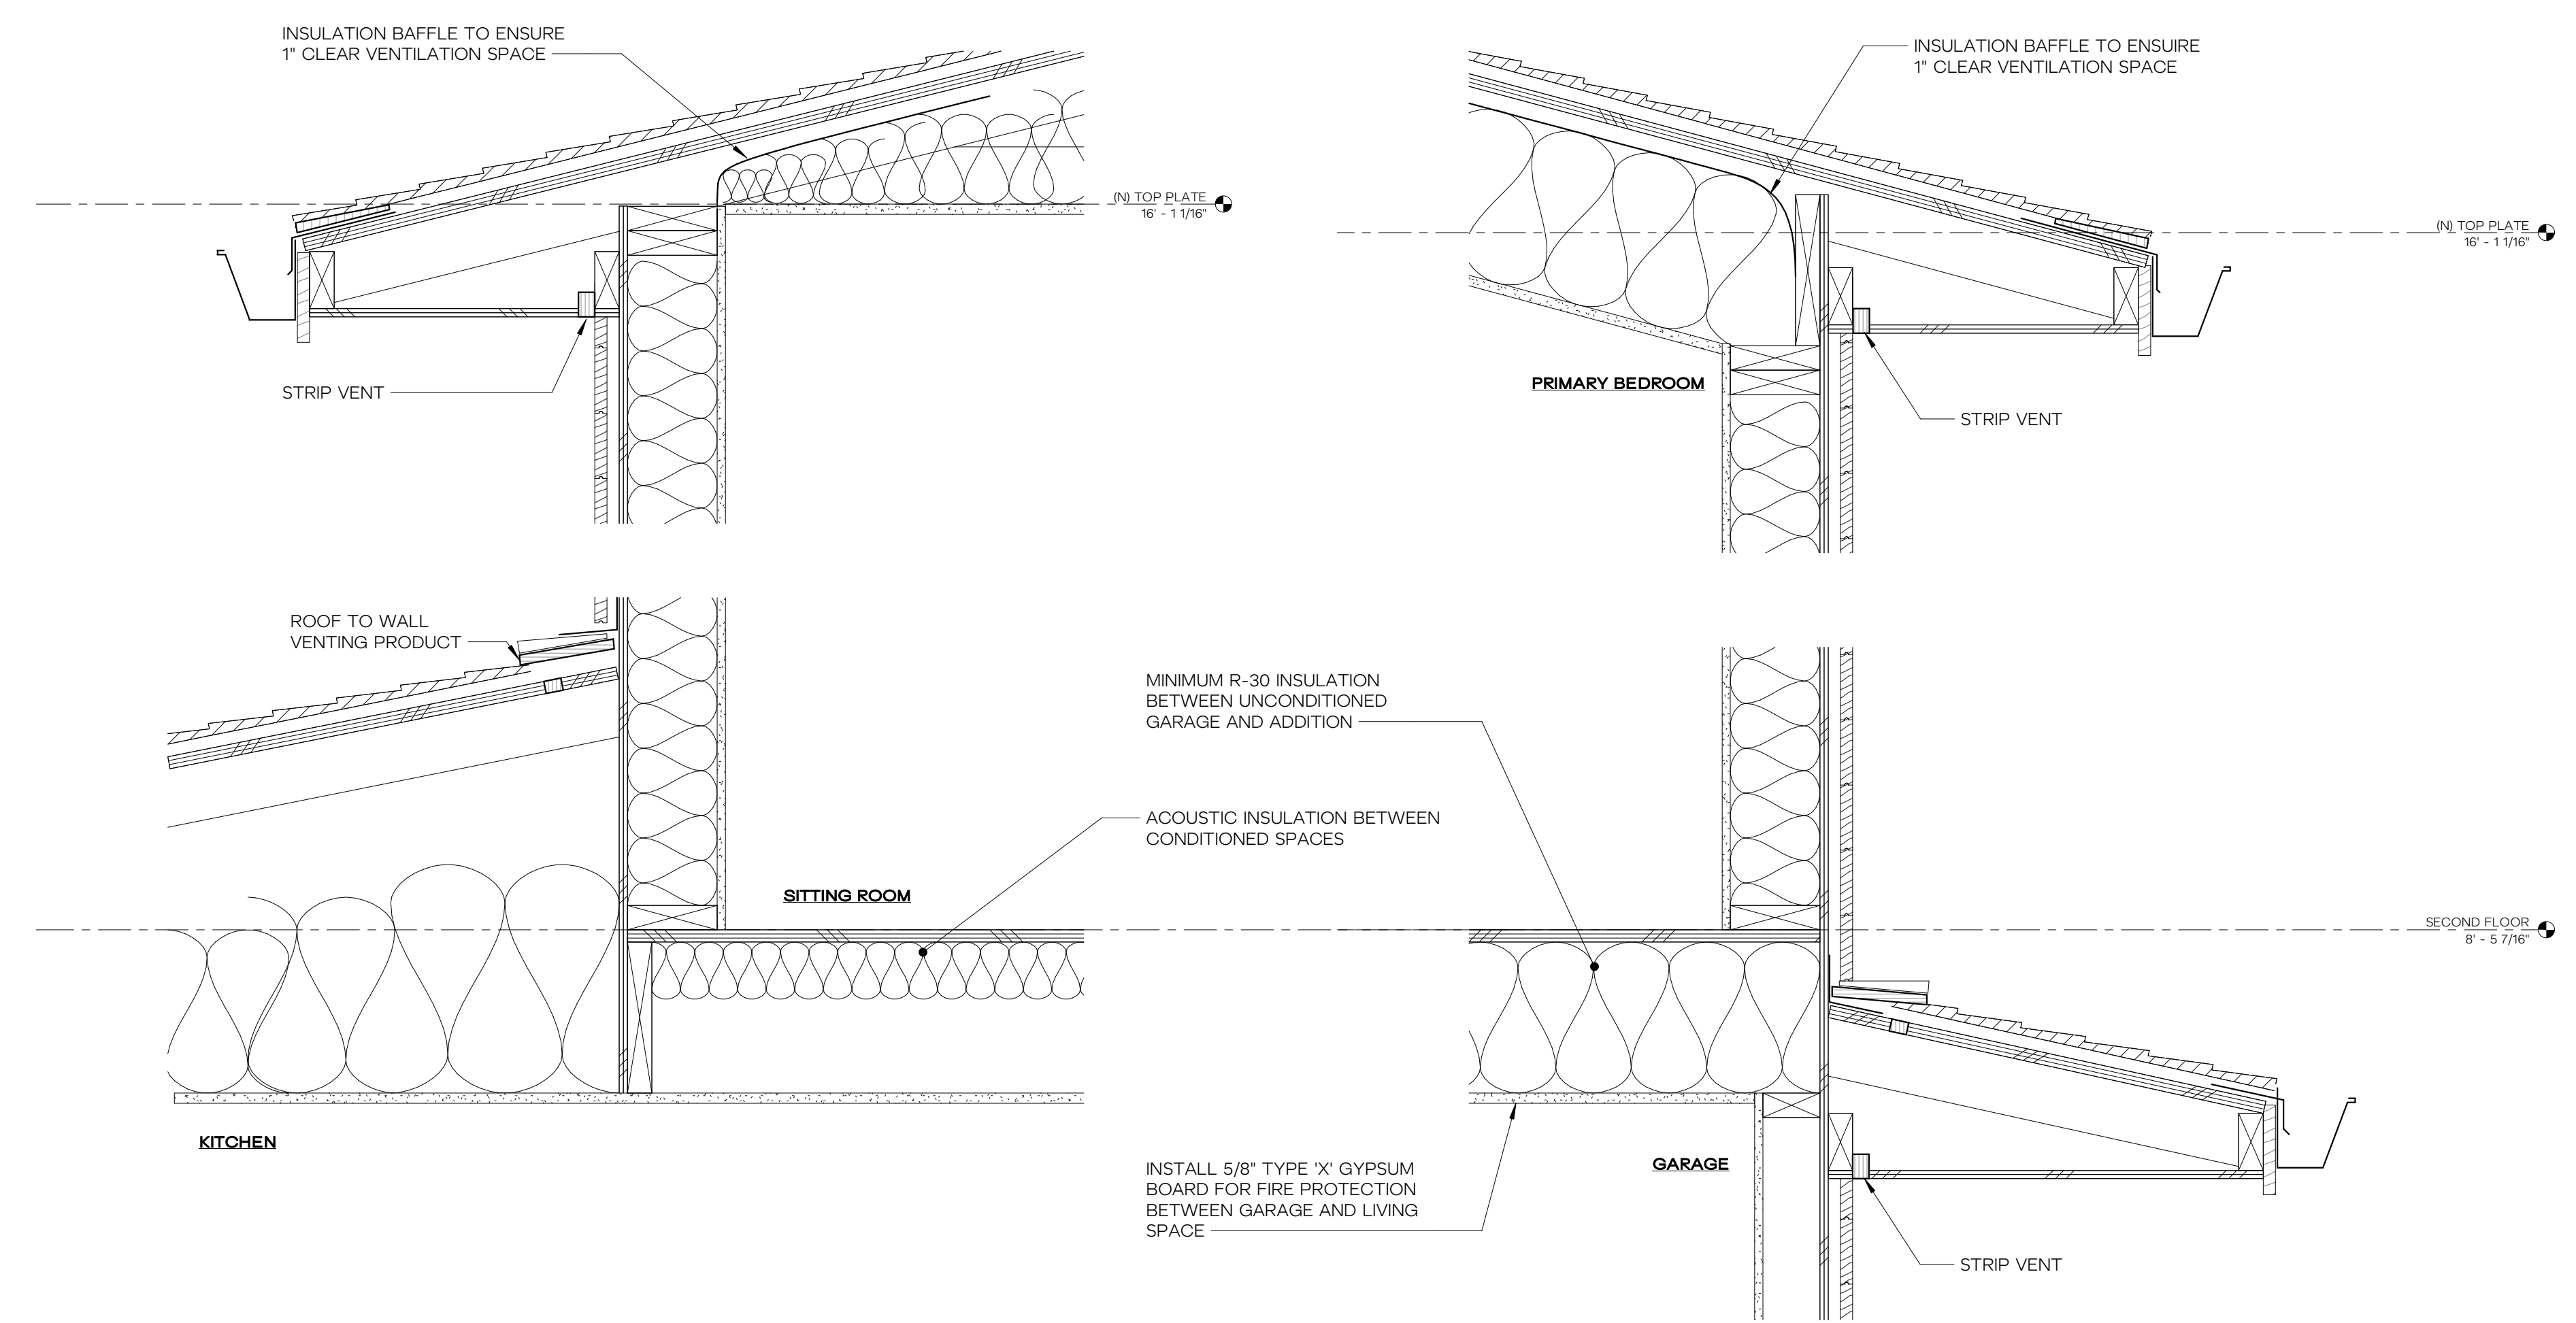 INSULATION BAFFLE TO ENSURE
1" CLEAR VENTILATION SPACE
INSULATION BAFFLE TO ENSUIRE
1" CLEAR VENTILATION SPACE
(N) TOP PLATE
16' - 1 1/16"
(N) TOP PLATE
16' - 1 1/16"
STRIP VENT
PRIMARY BEDROOM
STRIP VENT
ROOF TO WALL
VENTING PRODUCT
MINIMUM R-30 INSULATION
BETWEEN UNCONDITIONED
GARAGE AND ADDITION
ACOUSTIC INSULATION BETWEEN
CONDITIONED SPACES
SITTING ROOM
SECOND FLOOR
8' - 5 7/16"
KITCHEN
INSTALL 5/8" TYPE 'X' GYPSUM
BOARD FOR FIRE PROTECTION
BETWEEN GARAGE AND LIVING
SPACE
GARAGE
STRIP VENT